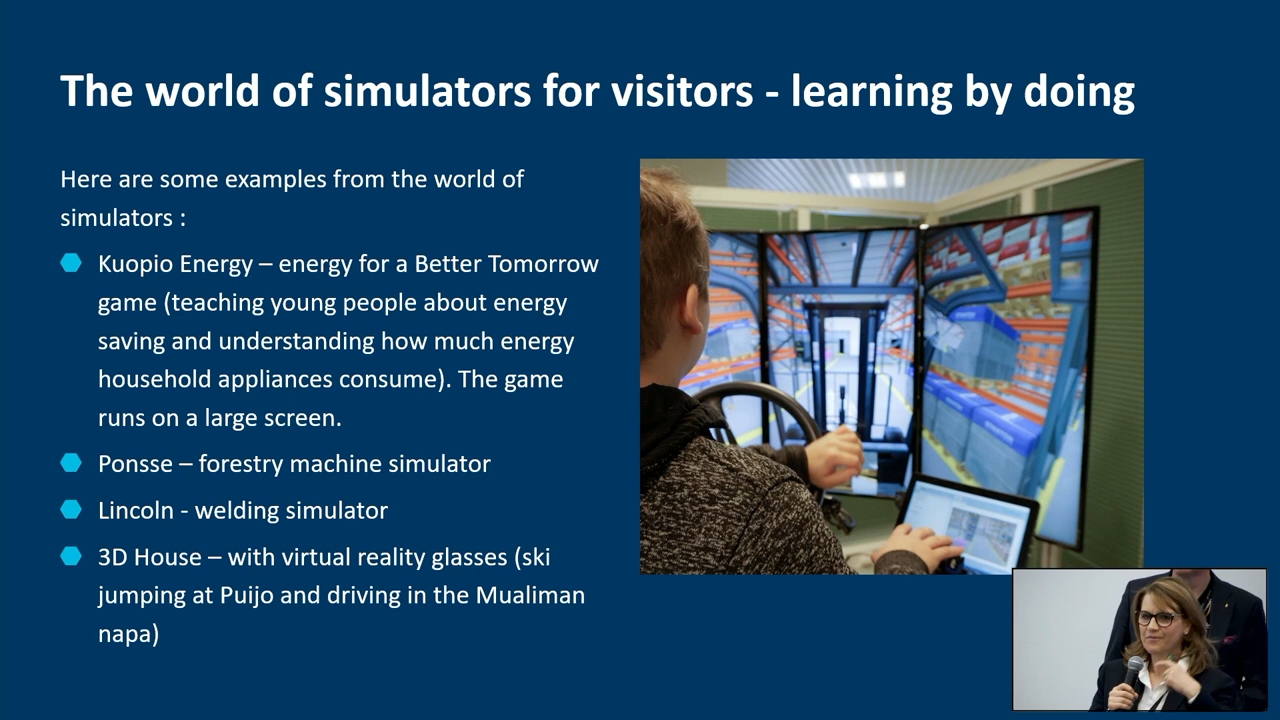 The world of simulators for visitors - learning by doing
Here are some examples from the world of
simulators :
Kuopio Energy – energy for a Better Tomorrow
game (teaching young people about energy
saving and understanding how much energy
household appliances consume). The game
runs on a large screen.
Ponsse – forestry machine simulator
Lincoln - welding simulator
3D House – with virtual reality glasses (ski
jumping at Puijo and driving in the Mualiman
napa)